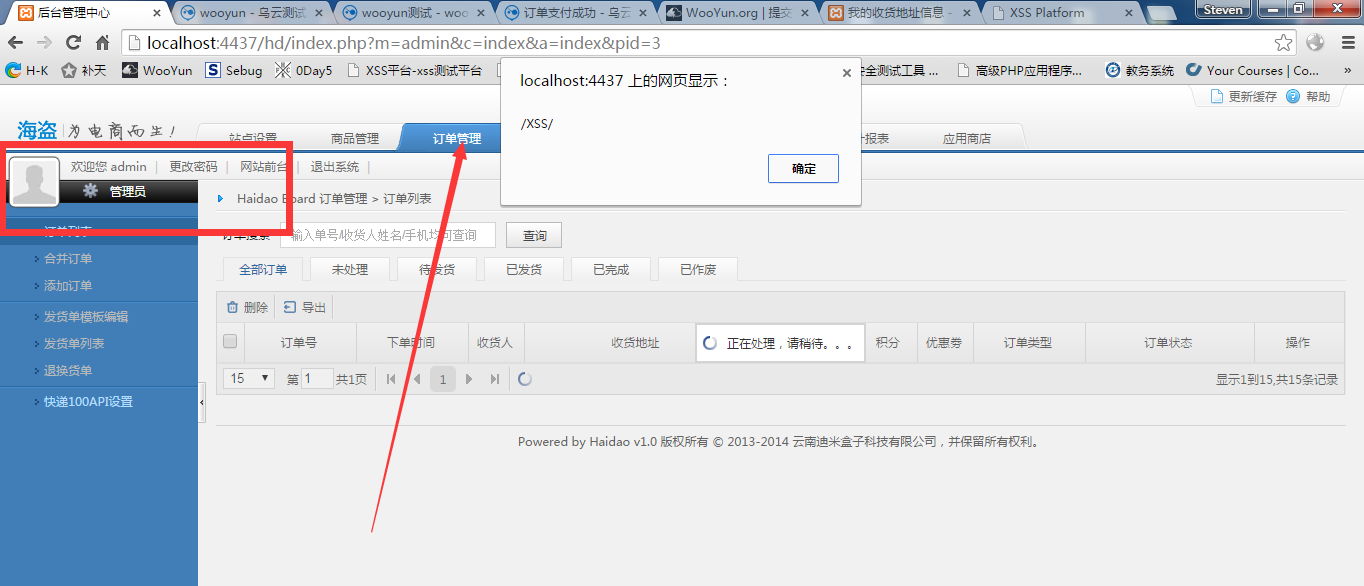 后台管理中心 wooyun - 乌云测试 wooyun测试 - woo 订单支付成功 - 乌云 WooYun.org | 提交 我的收货地址信息 - XSS Platform Steven
localhost:4437/hd/index.php?m=admin&c=index&a=index&pid=3
H-K 补天 WooYun Sebug 0Day5 XSS平台-xss测试平台 安全测试工具 ... 高级PHP应用程序... 教务系统 Your Courses | Co... »
localhost:4437 上的网页显示：
/XSS/
确定
更新缓存 帮助
海盗 为电商而生！
站点设置 商品管理 订单管理 报表 应用商店
欢迎您 admin | 更改密码 | 网站前台 | 退出系统 |
管理员
Haidao Board 订单管理 > 订单列表
订单列表
合并订单
添加订单
发货单模板编辑
发货单列表
退换货单
快递100API设置
订单搜索 输入单号/收货人姓名/手机均可查询 查询
全部订单 未处理 待发货 已发货 已完成 已作废
删除 导出
订单号 下单时间 收货人 收货地址 正在处理，请稍待。。。 积分 优惠券 订单类型 订单状态 操作
15 第 1 共1页 1 显示1到15,共15条记录
Powered by Haidao v1.0 版权所有 © 2013-2014 云南迪米盒子科技有限公司，并保留所有权利。